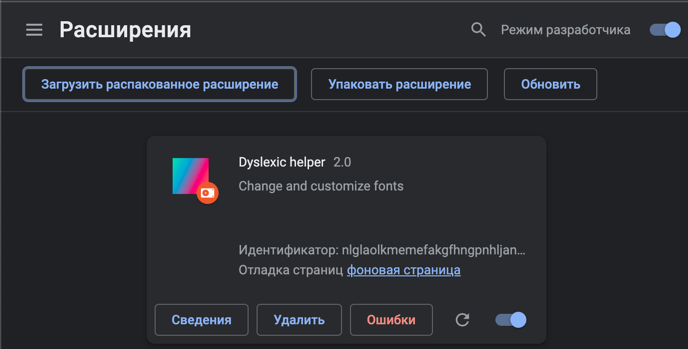 Расширения
Режим разработчика
Загрузить распакованное расширение
Упаковать расширение
Обновить
Dyslexic helper 2.0
Change and customize fonts
Идентификатор: nlglaolkmemefakgfhngpnhljan...
Отладка страниц фоновая страница
Сведения
Удалить
Ошибки